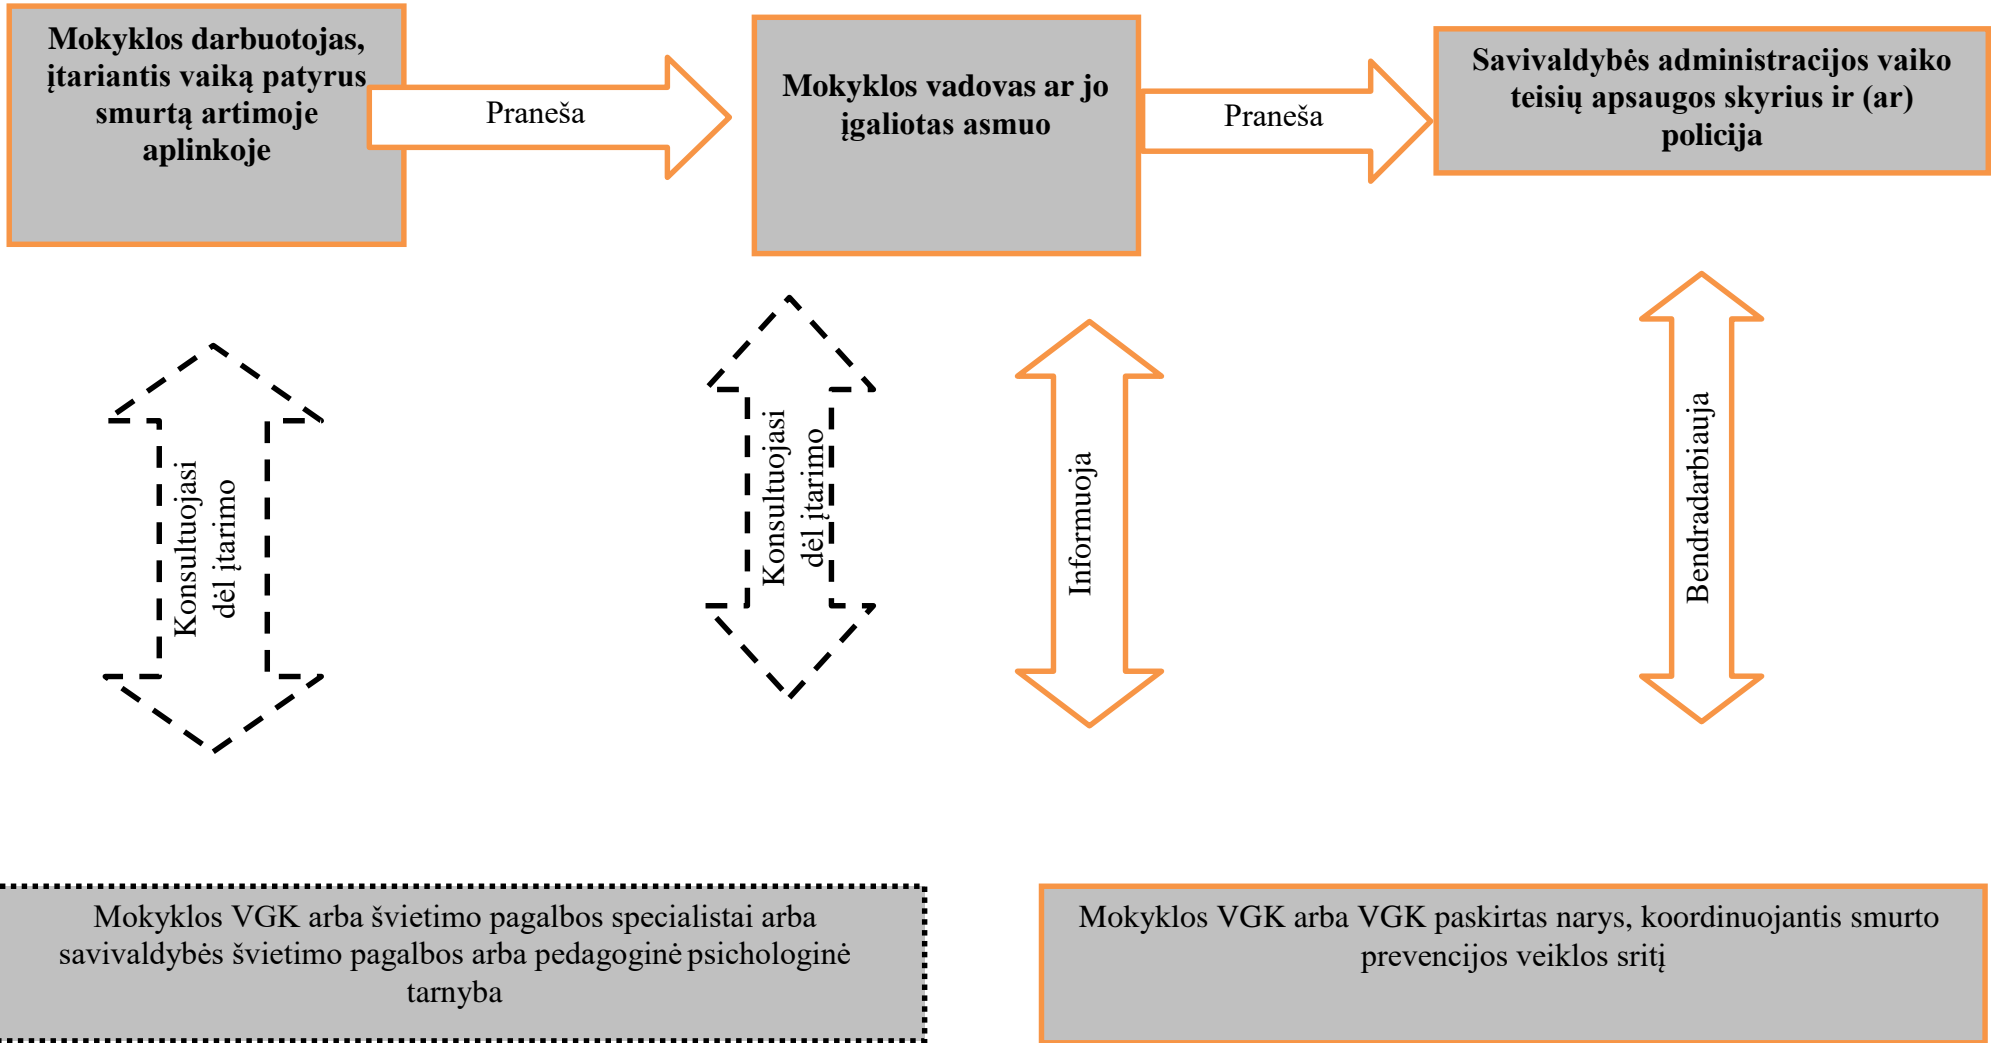 Mokyklos darbuotojas,
įtariantis vaiką patyrus
smurtą artimoje
aplinkoje
Praneša
Mokyklos vadovas ar jo
įgaliotas asmuo
Praneša
Savivaldybės administracijos vaiko
teisių apsaugos skyrius ir (ar)
policija
Konsultuojasi
dėl įtarimo
Konsultuojasi
dėl įtarimo
Informuoja
Bendradarbiauja
Mokyklos VGK arba švietimo pagalbos specialistai arba
savivaldybės švietimo pagalbos arba pedagoginė psichologinė
tarnyba
Mokyklos VGK arba VGK paskirtas narys, koordinuojantis smurto
prevencijos veiklos sritį